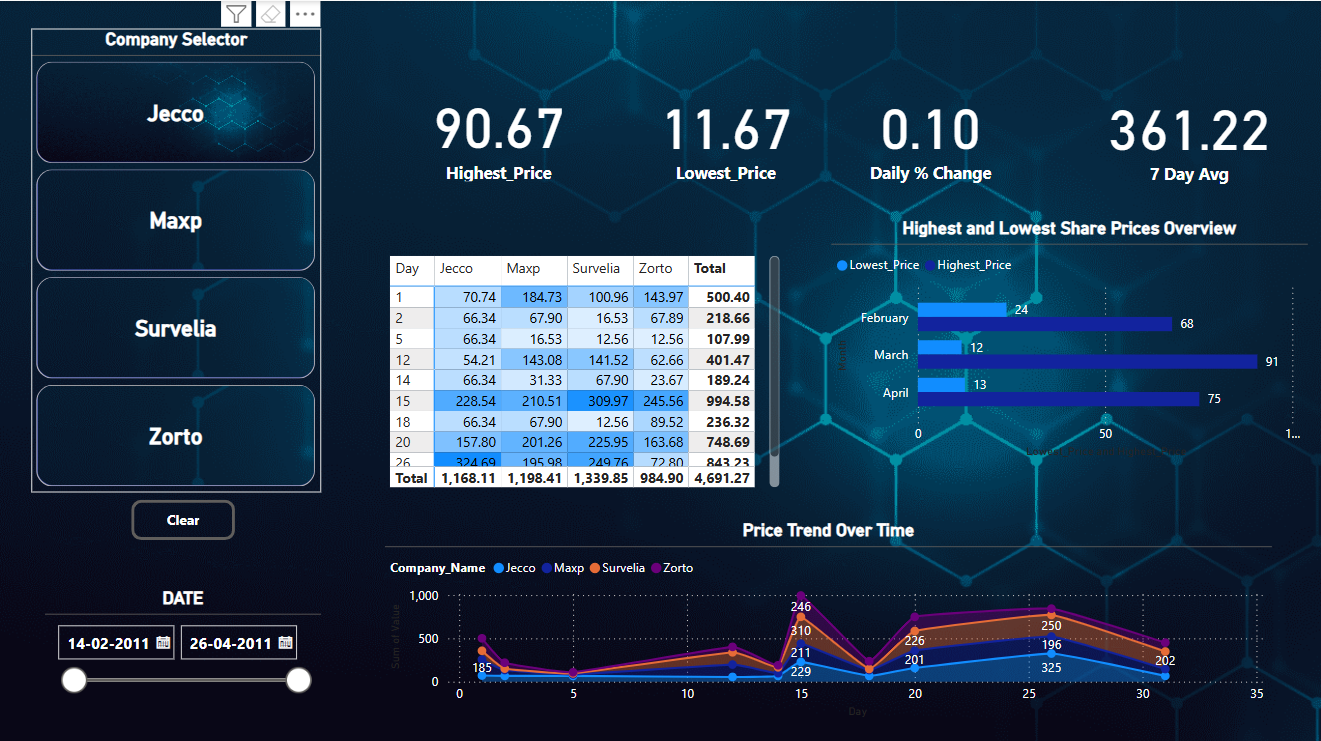 Company Selector
Jecco
Maxp
Survelia
Zorto
Clear
DATE
14-02-2011 26-04-2011
90.67 11.67 0.10 361.22
Highest_Price Lowest_Price Daily % Change 7 Day Avg
Day Jecco Maxp Survelia Zorto Total
1 70.74 184.73 100.96 143.97 500.40
2 66.34 67.90 16.53 67.89 218.66
5 66.34 16.53 12.56 12.56 107.99
12 54.21 143.08 141.52 62.66 401.47
14 66.34 31.33 67.90 23.67 189.24
15 228.54 210.51 309.97 245.56 994.58
18 66.34 67.90 12.56 89.52 236.32
20 157.80 201.26 225.95 163.68 748.69
26 324.69 195.98 249.76 72.80 843.23
Total 1,168.11 1,198.41 1,339.85 984.90 4,691.27
Highest and Lowest Share Prices Overview
Lowest_Price Highest_Price
Month
February 24
68
March 12
91
April 13
75
0 50 1...
Price Trend Over Time
Company_Name Jecco Maxp Survelia Zorto
Sum of Value
1,000
500
0
185
246
310
211
229
226
201
250
196
325
202
0 5 10 15 20 25 30 35
Day